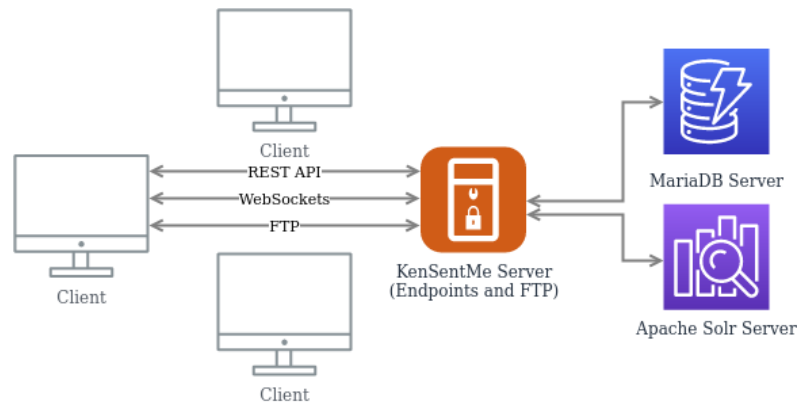 Client
REST API
WebSockets
FTP
Client
Client
KenSentMe Server
(Endpoints and FTP)
MariaDB Server
Apache Solr Server